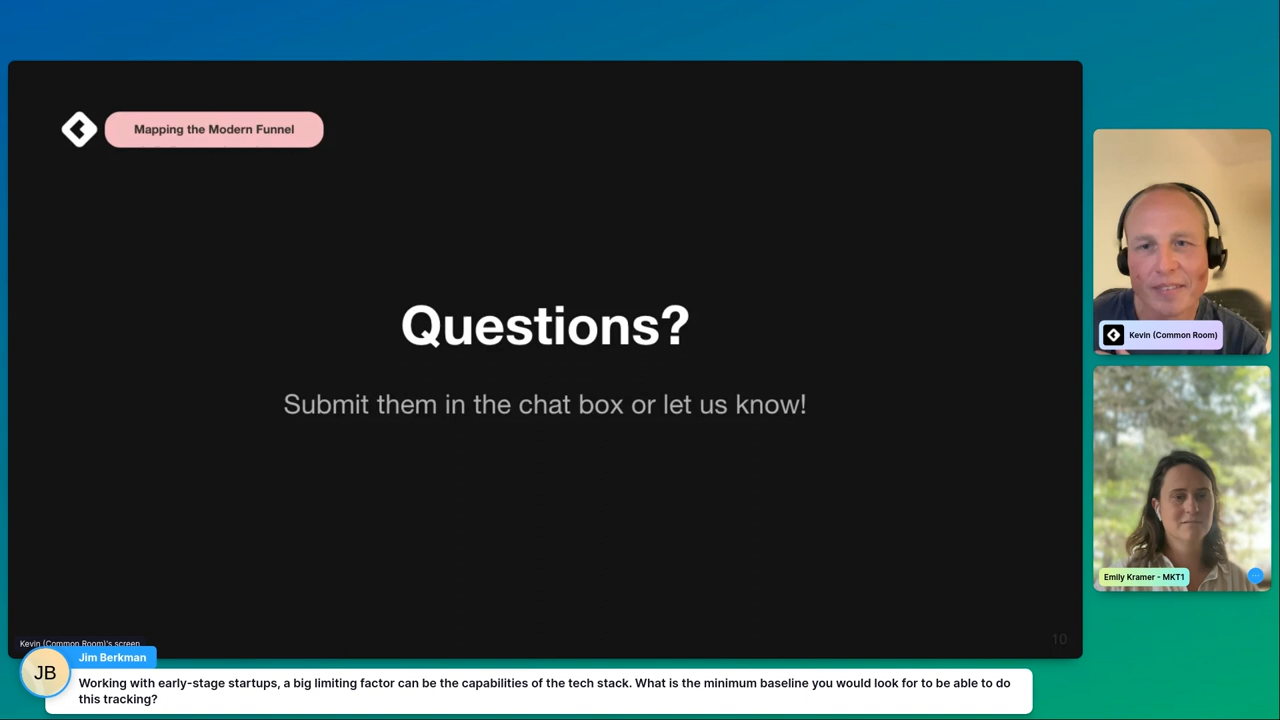 Mapping the Modern Funnel
Questions?
Submit them in the chat box or let us know!
10
Kevin (Common Room)'s screen
Kevin (Common Room)
Emily Kramer - MKT1
JB
Jim Berkman
Working with early-stage startups, a big limiting factor can be the capabilities of the tech stack. What is the minimum baseline you would look for to be able to do
this tracking?